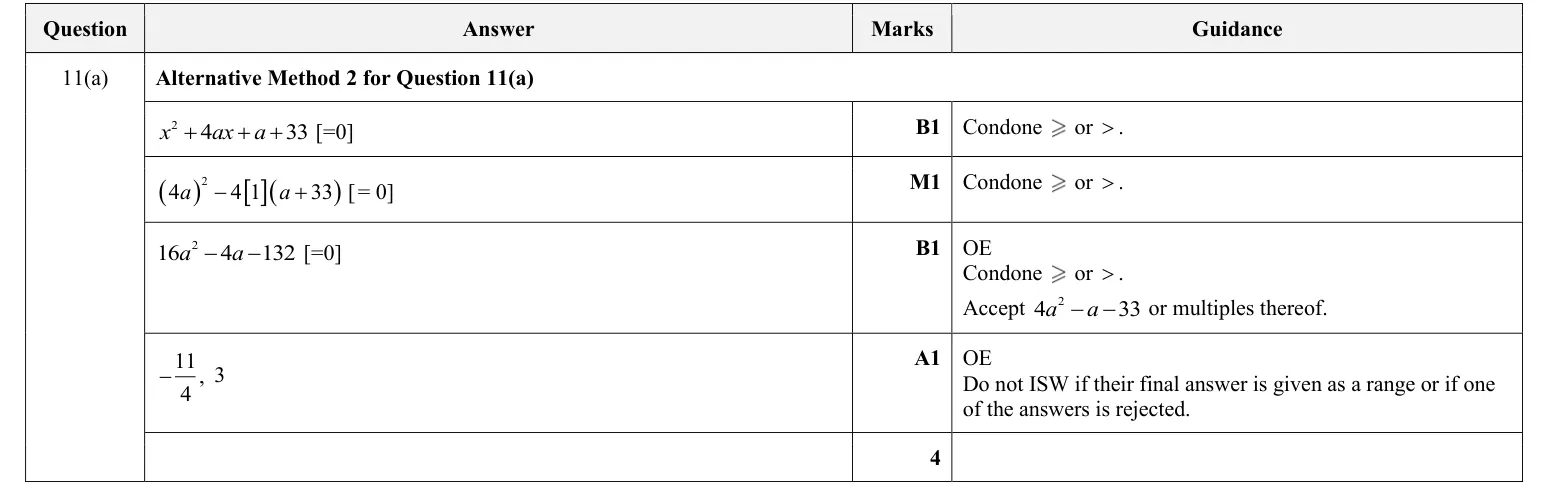 Question Answer Marks Guidance
11(a) Alternative Method 2 for Question 11(a)
x² + 4ax + a + 33 [=0] B1 Condone ⩾ or > .
(4a)² − 4[1](a + 33) [= 0] M1 Condone ⩾ or > .
16a² − 4a − 132 [=0] B1 OE
Condone ⩾ or > .
Accept 4a² − a − 33 or multiples thereof.
−11/4, 3 A1 OE
Do not ISW if their final answer is given as a range or if one
of the answers is rejected.
4